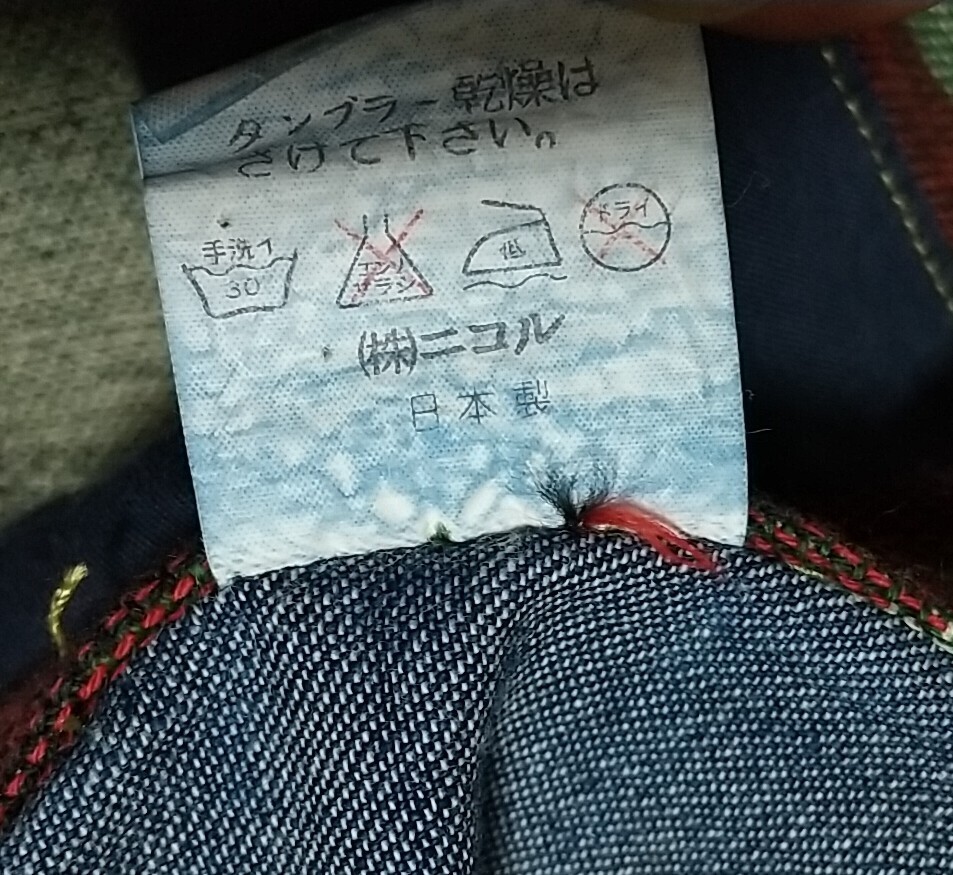 タンブラー乾燥は
さけて下さい。
手洗イ
30
エンソ
サラシ
低
ドライ
(株)ニコル
日本製